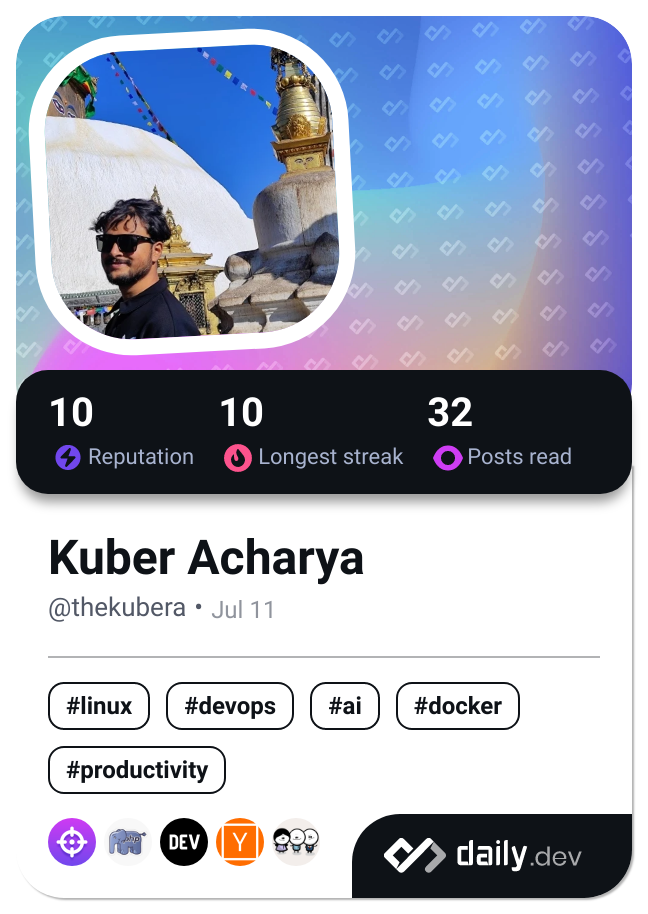 10 10 32
Reputation Longest streak Posts read
Kuber Acharya
@thekubera • Jul 11
#linux #devops #ai #docker
#productivity
php DEV Y
daily.dev